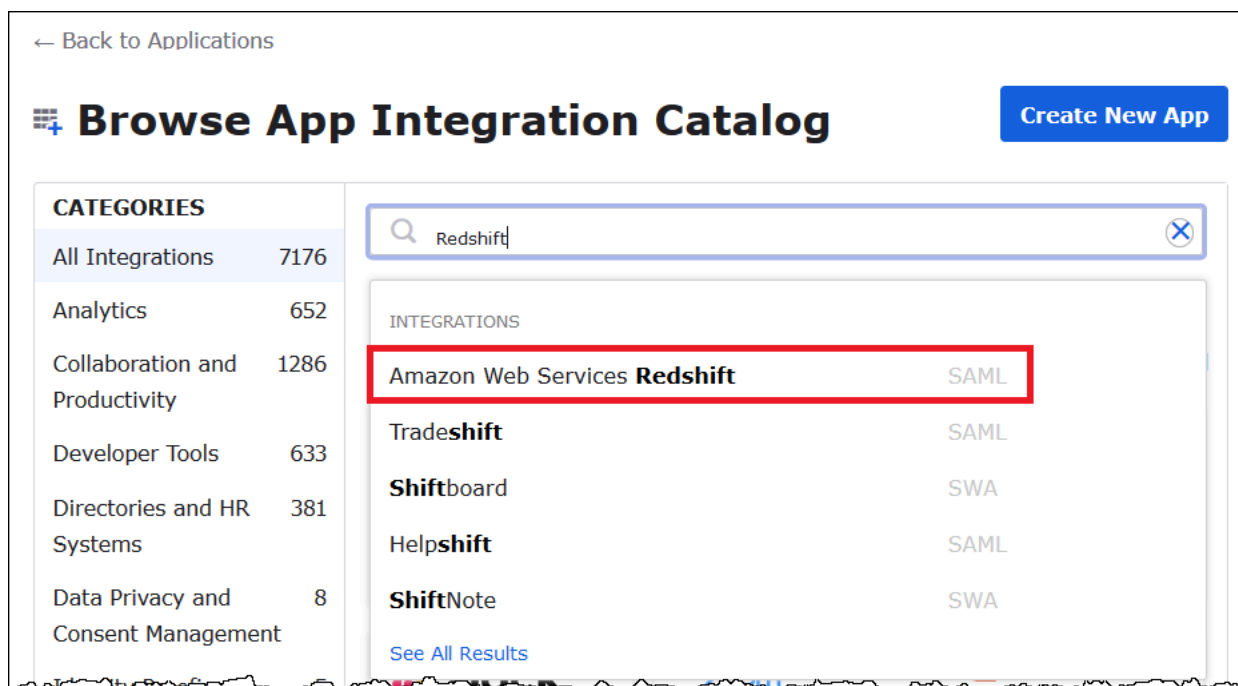 ← Back to Applications
Browse App Integration Catalog
Create New App
CATEGORIES
All Integrations 7176
Analytics 652
Collaboration and 1286
Productivity
Developer Tools 633
Directories and HR 381
Systems
Data Privacy and 8
Consent Management
Redshift
INTEGRATIONS
Amazon Web Services Redshift SAML
Tradeshift SAML
Shiftboard SWA
Helpshift SAML
ShiftNote SWA
See All Results